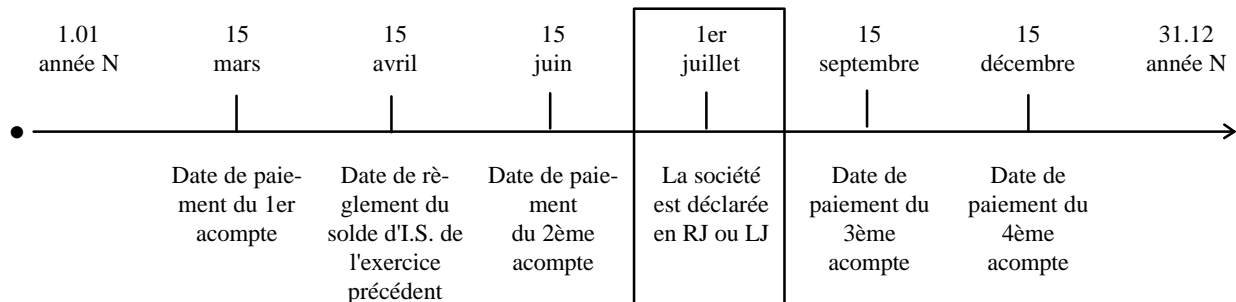 1.01
année N
15
mars
15
avril
15
juin
1er
juillet
15
septembre
15
décembre
31.12
année N
Date de paie-
ment du 1er
acompte
Date de rè-
glement du
solde d'I.S. de
l'exercice
précédent
Date de paie-
ment
du 2ème
acompte
La société
est déclarée
en RJ ou LJ
Date de
paiement du
3ème
acompte
Date de
paiement du
4ème
acompte